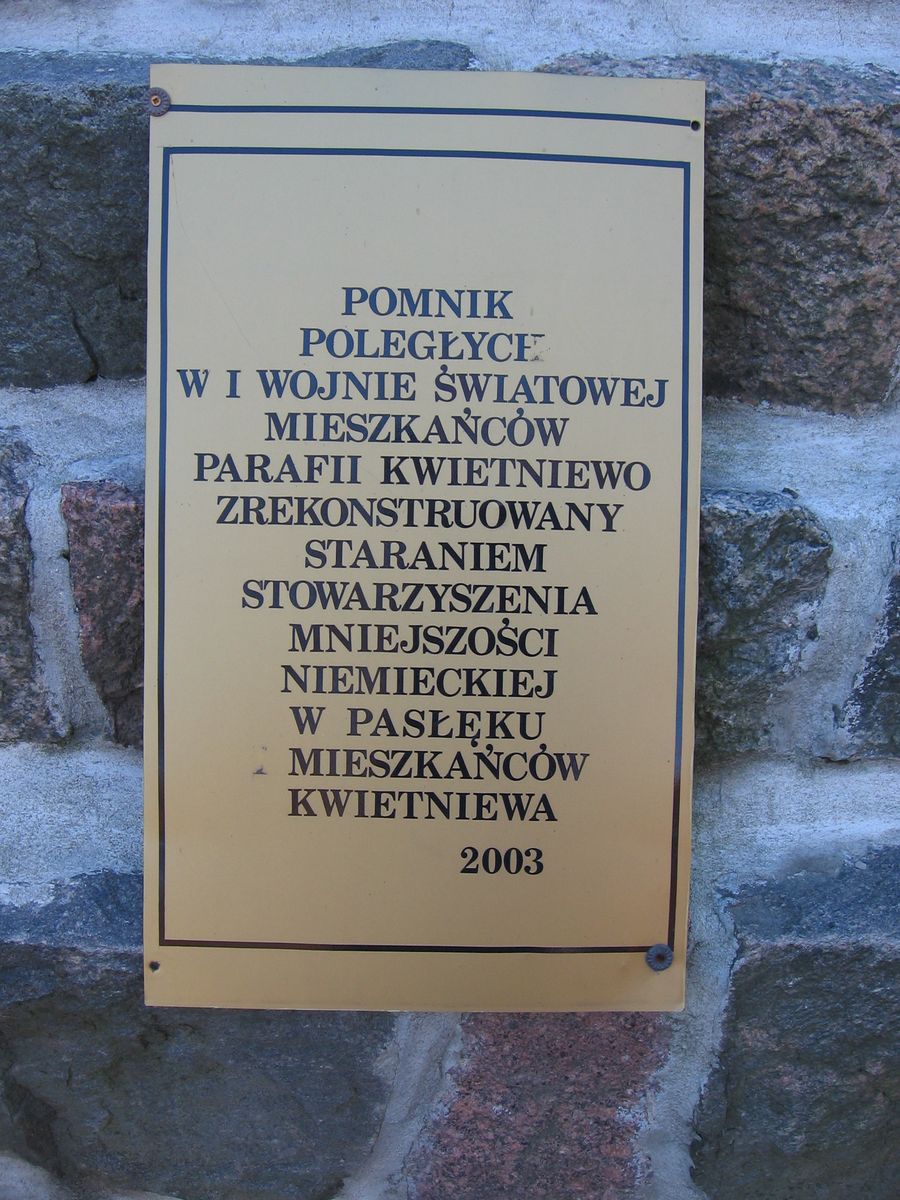 POMNIK
POLEGŁYCH
W I WOJNIE ŚWIATOWEJ
MIESZKAŃCÓW
PARAFII KWIETNIEWO
ZREKONSTRUOWANY
STARANIEM
STOWARZYSZENIA
MNIEJSZOŚCI
NIEMIECKIEJ
W PASŁĘKU
MIESZKAŃCÓW
KWIETNIEWA
2003